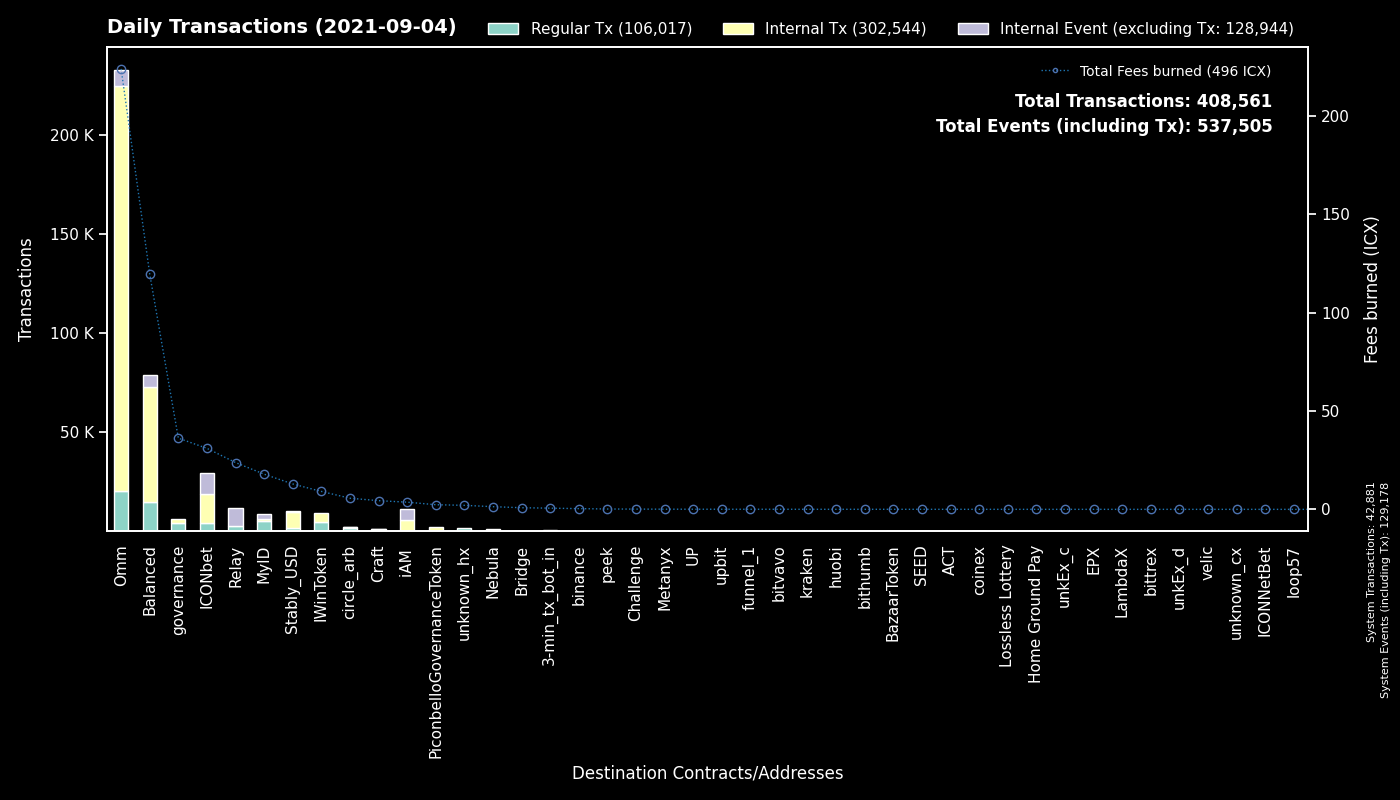 Daily Transactions (2021-09-04)
Regular Tx (106,017)
Internal Tx (302,544)
Internal Event (excluding Tx: 128,944)
Total Fees burned (496 ICX)
Total Transactions: 408,561
Total Events (including Tx): 537,505
Transactions
200 K
150 K
100 K
50 K
200
150
100
50
0
Fees burned (ICX)
Omm
Balanced
governance
ICONbet
Relay
MyID
Stably_USD
IWinToken
circle_arb
Craft
iAM
PiconbelloGovernanceToken
unknown_hx
Nebula
Bridge
3-min_tx_bot_in
binance
peek
Challenge
Metanyx
UP
upbit
funnel_1
bitvavo
kraken
huobi
bithumb
BazaarToken
SEED
ACT
coinex
Lossless Lottery
Home Ground Pay
unkEx_c
EPX
LambdaX
bittrex
unkEx_d
velic
unknown_cx
ICONNetBet
loop57
Destination Contracts/Addresses
System Transactions: 42,881
System Events (including Tx): 129,178